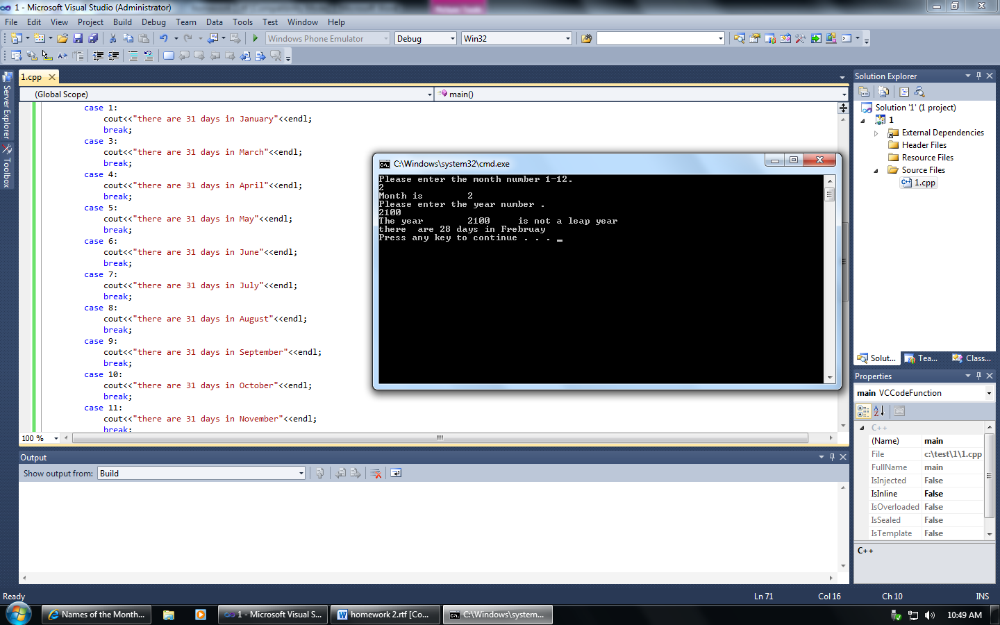 1 - Microsoft Visual Studio (Administrator)
File Edit View Project Build Debug Team Data Tools Test Window Help
Windows Phone Emulator Debug Win32
1.cpp
(Global Scope) main()
Server Explorer
Toolbox
case 1:
cout<<"there are 31 days in January"<<endl;
break;
case 3:
cout<<"there are 31 days in March"<<endl;
break;
case 4:
cout<<"there are 31 days in April"<<endl;
break;
case 5:
cout<<"there are 31 days in May"<<endl;
break;
case 6:
cout<<"there are 31 days in June"<<endl;
break;
case 7:
cout<<"there are 31 days in July"<<endl;
break;
case 8:
cout<<"there are 31 days in August"<<endl;
break;
case 9:
cout<<"there are 31 days in September"<<endl;
break;
case 10:
cout<<"there are 31 days in October"<<endl;
break;
case 11:
cout<<"there are 31 days in November"<<endl;
break;
100 %
C:\Windows\system32\cmd.exe
Please enter the month number 1-12.
2
Month is 2
Please enter the year number .
2100
The year 2100 is not a leap year
there are 28 days in Frebruay
Press any key to continue . . . _
Solution Explorer
Solution '1' (1 project)
1
External Dependencies
Header Files
Resource Files
Source Files
1.cpp
Solut... Tea... Class...
Properties
main VCCodeFunction
C++
(Name) main
File c:\test\1\1.cpp
FullName main
IsInjected False
IsInline False
IsOverloaded False
IsSealed False
IsTemplate False
C++
Output
Show output from: Build
Ready Ln 71 Col 16 Ch 10 INS
Names of the Month... 1 - Microsoft Visual S... homework 2.rtf [Co... C:\Windows\system... 10:49 AM